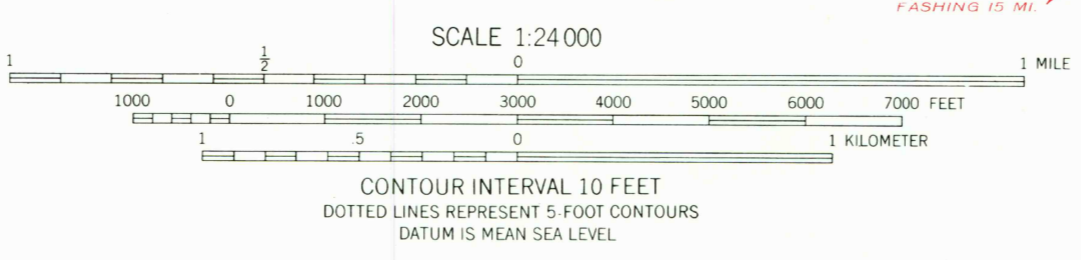 FASHING 15 MI.
SCALE 1:24 000
1 1/2 0 1 MILE
1000 0 1000 2000 3000 4000 5000 6000 7000 FEET
1 .5 0 1 KILOMETER
CONTOUR INTERVAL 10 FEET
DOTTED LINES REPRESENT 5-FOOT CONTOURS
DATUM IS MEAN SEA LEVEL